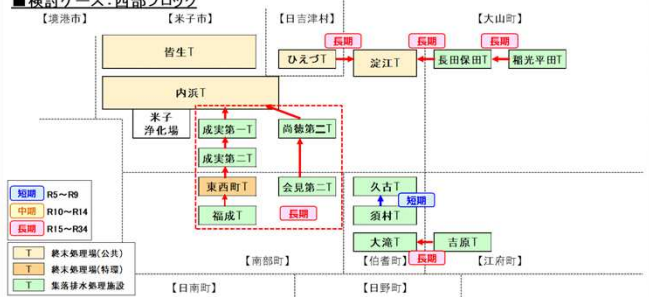 ■検討ケース：西部ブロック
【境港市】 【米子市】 【日吉津村】 【大山町】
皆生T
ひえづT
長期
淀江T
長期
長田保田T
長期
稲光平田T
内浜T
米子
浄化場
成実第一T
尚徳第二T
成実第二T
東西町T
会見第二T
福成T
長期
久古T
短期
須村T
大滝T
吉原T
長期
短期 R5～R9
中期 R10～R14
長期 R15～R34
T 終末処理場(公共)
T 終末処理場(特環)
T 集落排水処理施設
【南部町】 【伯耆町】 【江府町】
【日南町】 【日野町】